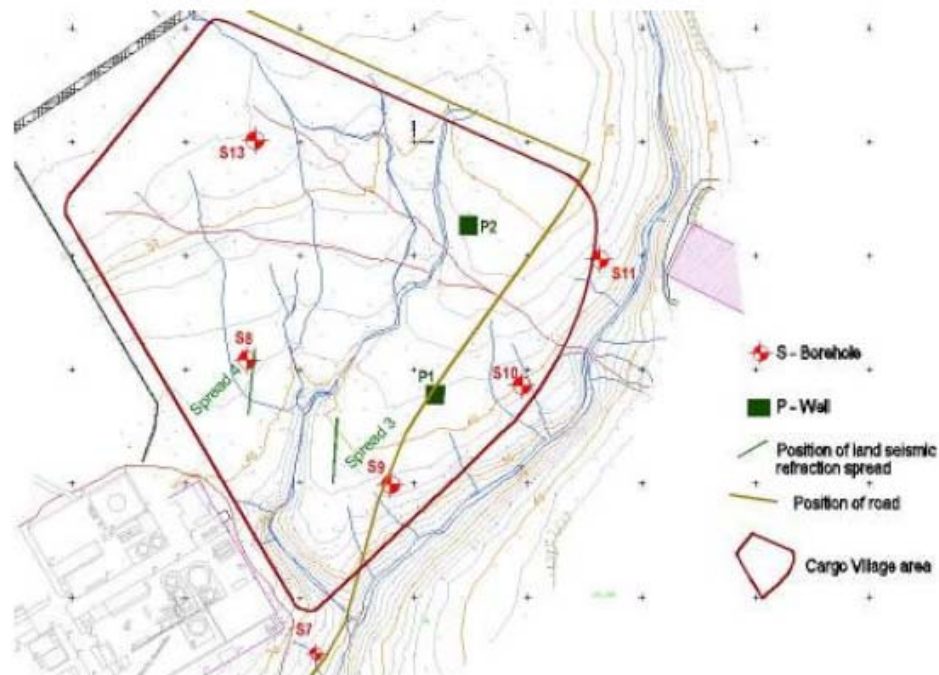 S13
P2
S11
S8
Spread 4
S10
P1
Spread 3
S9
S7
S - Borehole
P - Well
Position of land seismic
refraction spread
Position of road
Cargo Village area